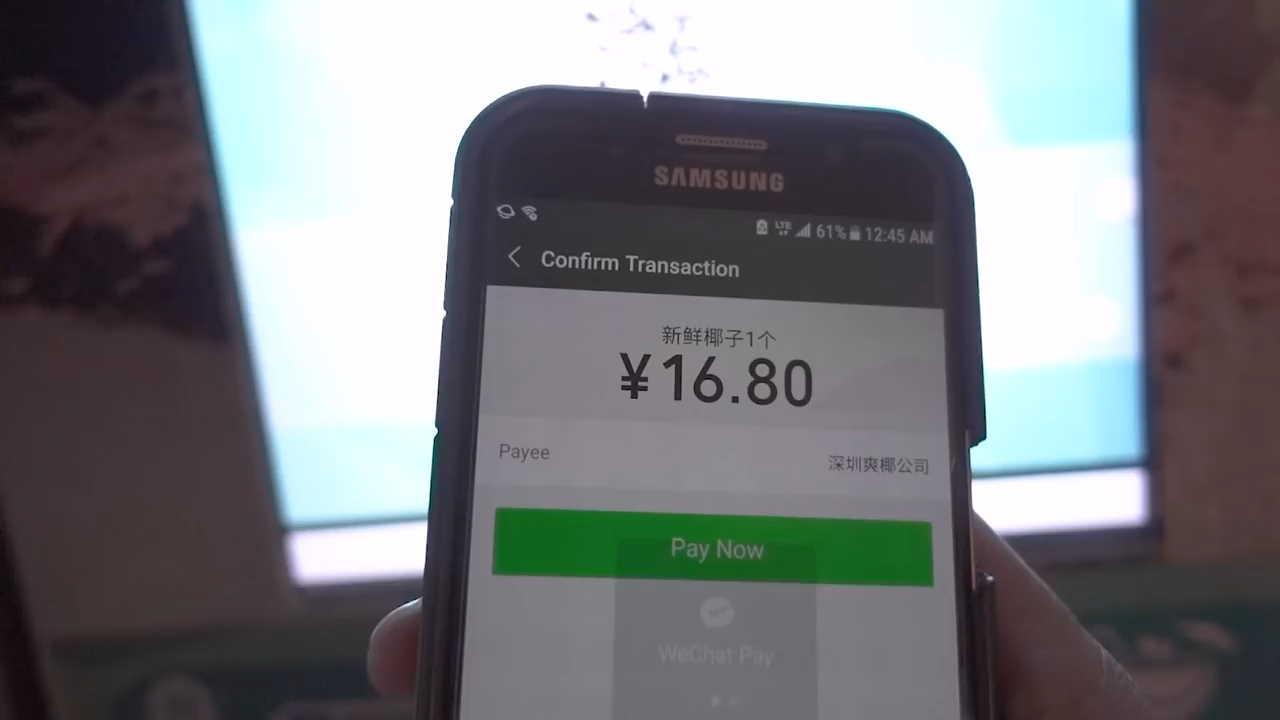 SAMSUNG
LTE 61% 12:45 AM
Confirm Transaction
新鲜椰子1个
¥16.80
Payee 深圳爽椰公司
Pay Now
WeChat Pay